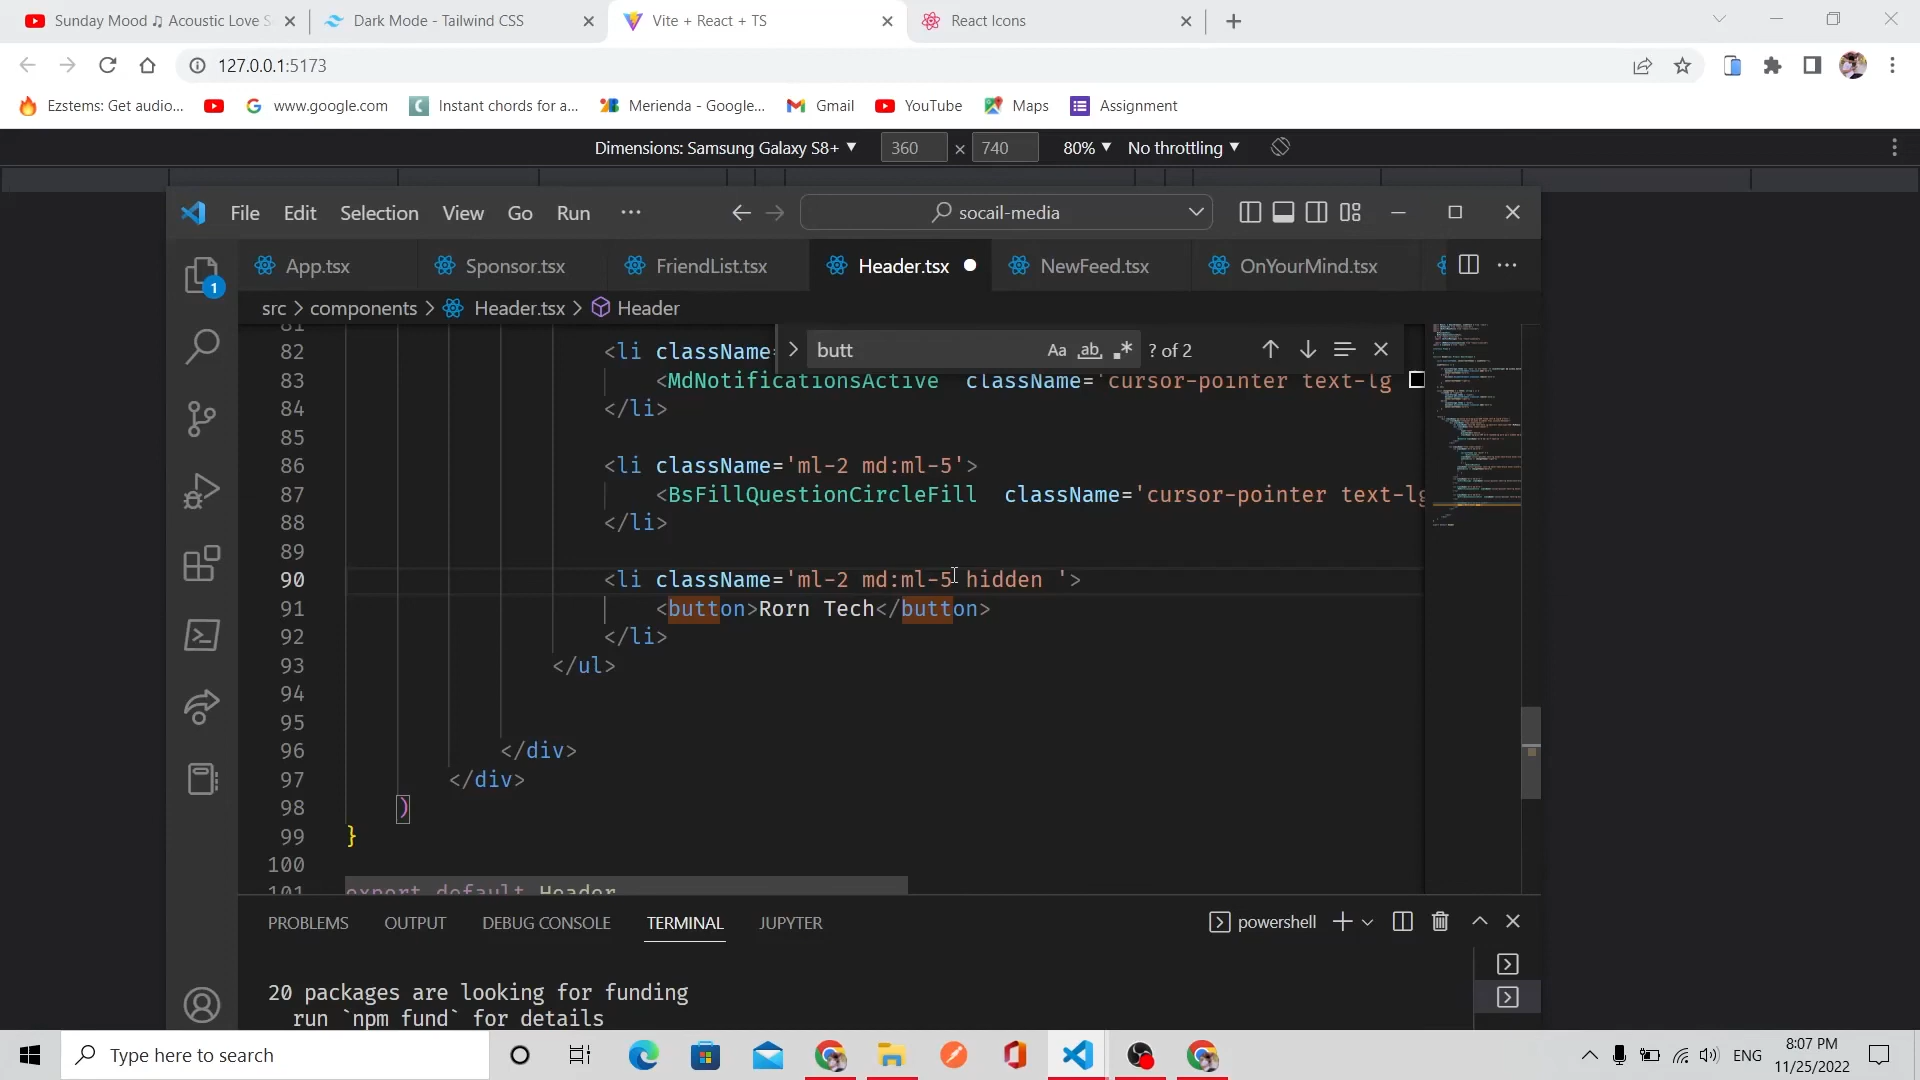 Sunday Mood ♫ Acoustic Love S
Dark Mode - Tailwind CSS
Vite + React + TS
React Icons
127.0.0.1:5173
Ezstems: Get audio...
www.google.com
Instant chords for a...
Merienda - Google...
Gmail
YouTube
Maps
Assignment
Dimensions: Samsung Galaxy S8+ ▼ 360 × 740 80% ▼ No throttling ▼
File Edit Selection View Go Run ··· socail-media
App.tsx Sponsor.tsx FriendList.tsx Header.tsx NewFeed.tsx OnYourMind.tsx
src > components > Header.tsx > Header
butt Aa ab .* ? of 2
81
82 <li className=
83 <MdNotificationsActive className='cursor-pointer text-lg
84 </li>
85
86 <li className='ml-2 md:ml-5'>
87 <BsFillQuestionCircleFill className='cursor-pointer text-lg
88 </li>
89
90 <li className='ml-2 md:ml-5 hidden '>
91 <button>Rorn Tech</button>
92 </li>
93 </ul>
94
95
96 </div>
97 </div>
98 )
99 }
100
101 export default Header
PROBLEMS OUTPUT DEBUG CONSOLE TERMINAL JUPYTER powershell
20 packages are looking for funding
run `npm fund` for details
1
Type here to search
ENG
8:07 PM
11/25/2022